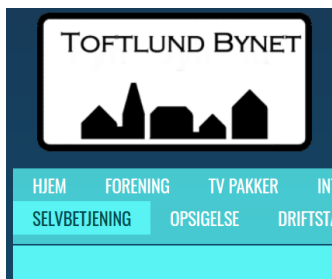 TOFTLUND BYNET
HJEM FORENING TV PAKKER
SELVBETJENING OPSIGELSE